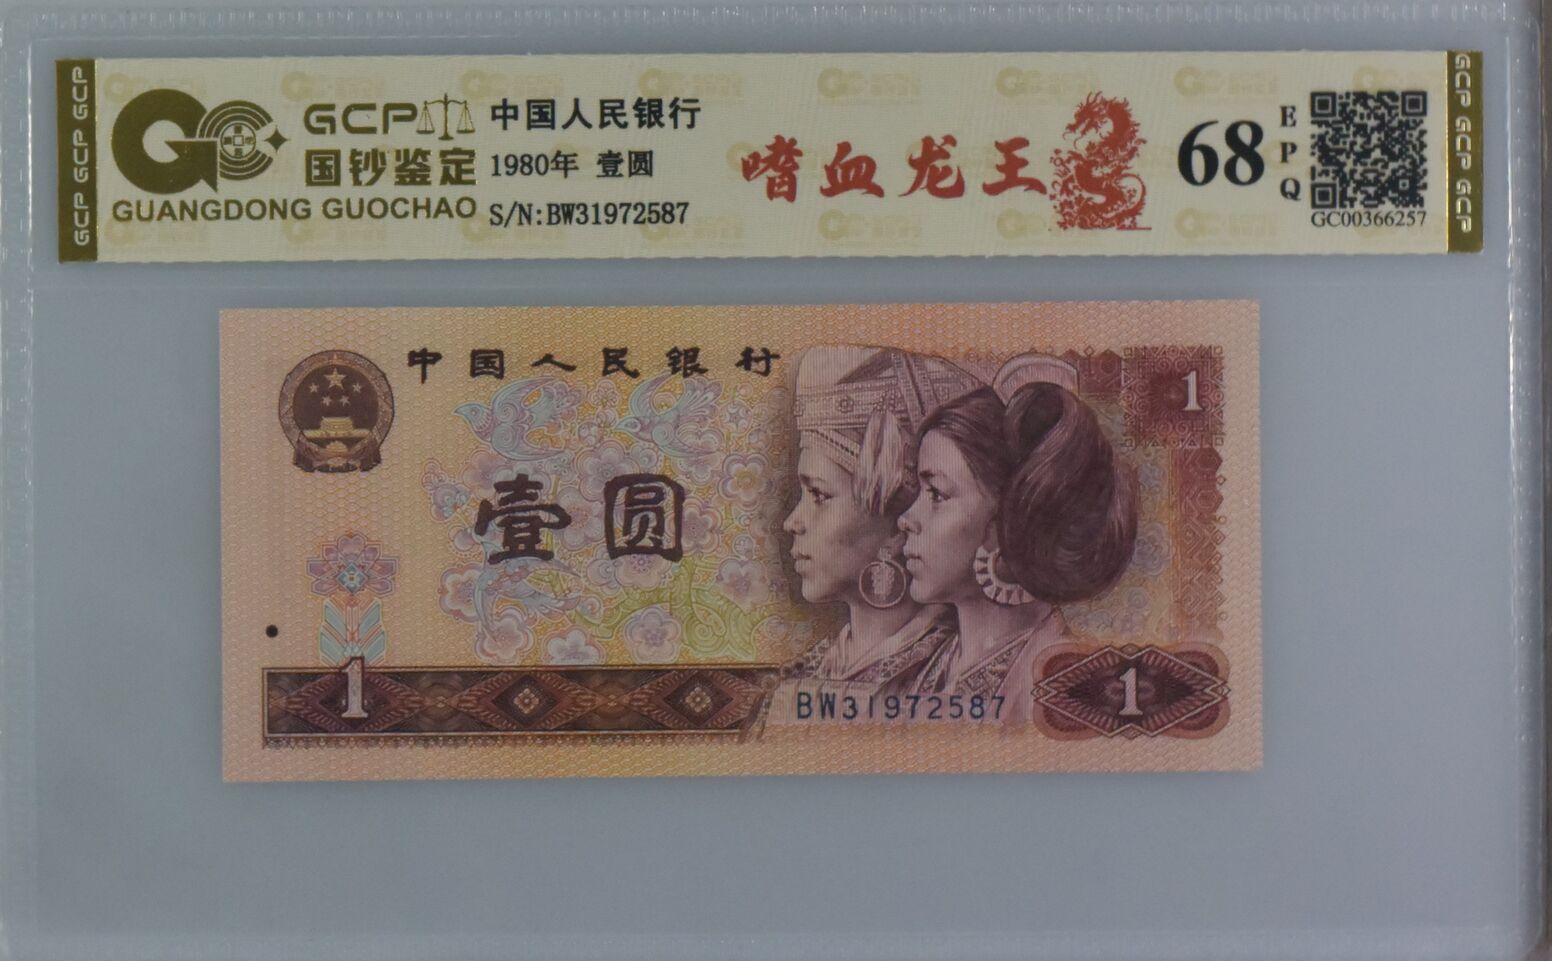 GCP GCP GCP
GCP
国钞鉴定
GUANGDONG GUOCHAO
中国人民银行
1980年 壹圆
S/N:BW31972587
嗜血龙王
68
EPQ
GC00366257
GCP GCP GCP
中国人民银行
1
壹圆
1
BW31972587
1